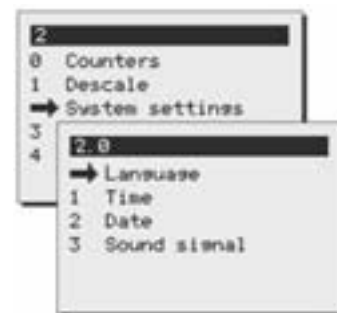 2
0 Counters
1 Descale
➡ System settings
3
4
2.0
➡ Language
1 Time
2 Date
3 Sound signal